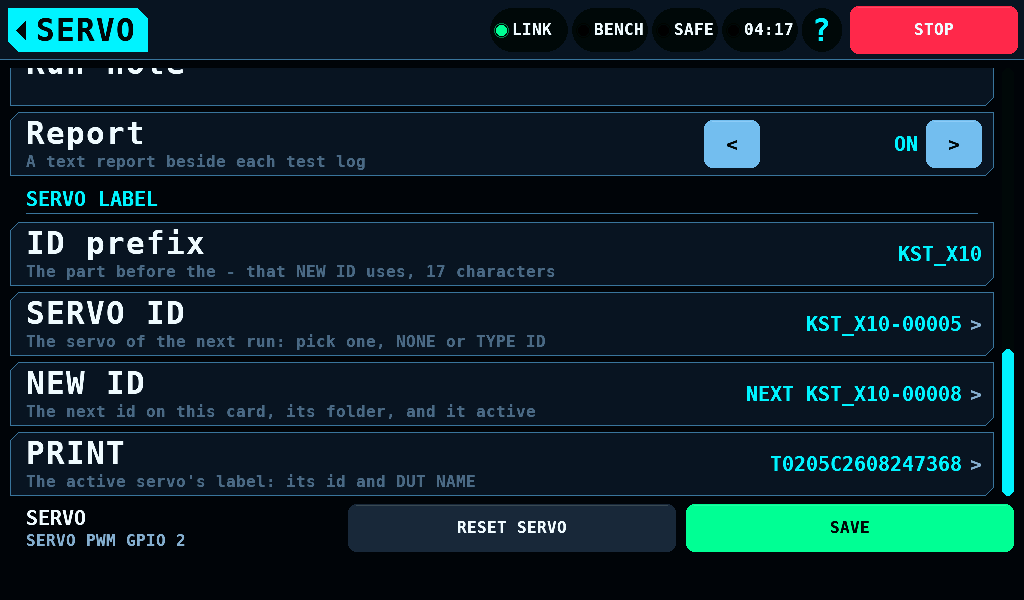 SERVO
LINK
BENCH
SAFE
04:17
?
STOP
Run note
Report
A text report beside each test log
<
ON
>
SERVO LABEL
ID prefix
The part before the - that NEW ID uses, 17 characters
KST_X10
SERVO ID
The servo of the next run: pick one, NONE or TYPE ID
KST_X10-00005 >
NEW ID
The next id on this card, its folder, and it active
NEXT KST_X10-00008 >
PRINT
The active servo's label: its id and DUT NAME
T0205C2608247368 >
SERVO
SERVO PWM GPIO 2
RESET SERVO
SAVE